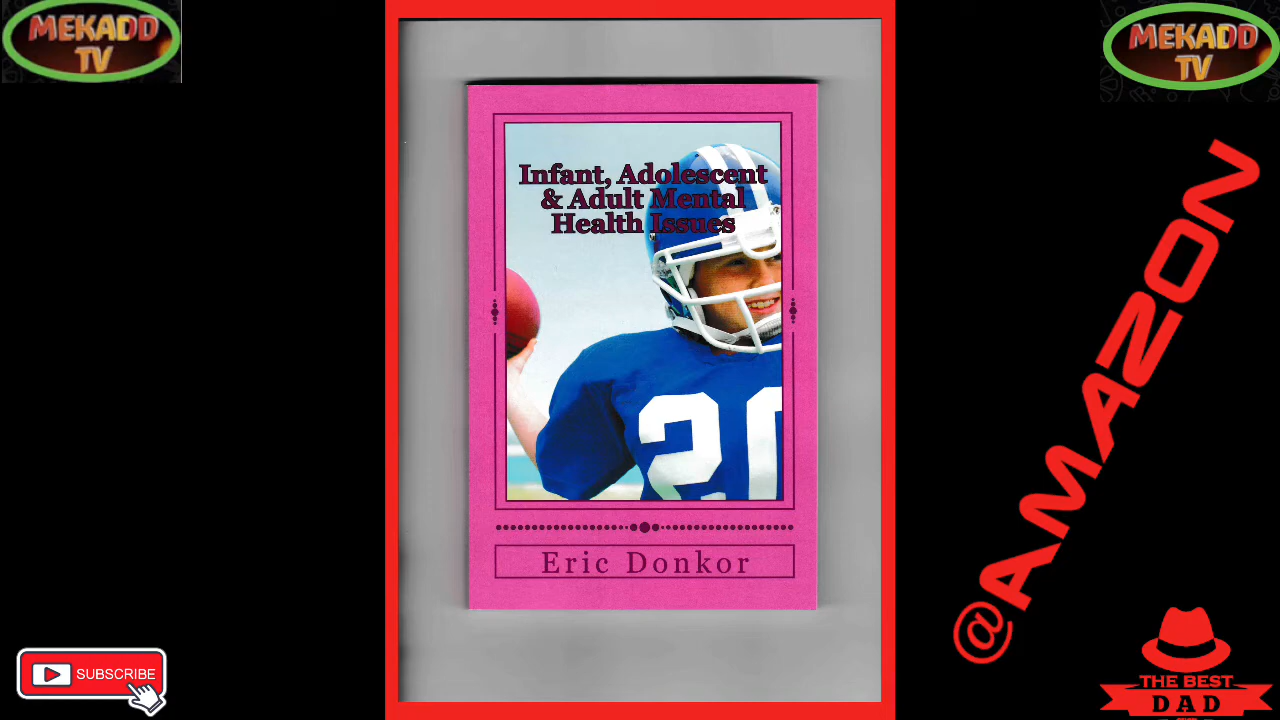 MEKADD
TV
MEKADD
TV
Infant, Adolescent
& Adult Mental
Health Issues
20
Eric Donkor
@AMAZON
SUBSCRIBE
THE BEST
DAD